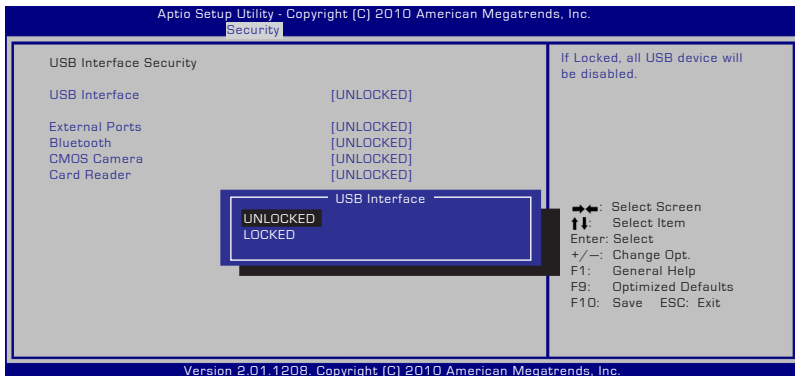 Aptio Setup Utility - Copyright (C) 2010 American Megatrends, Inc.
Security
USB Interface Security
USB Interface [UNLOCKED]
External Ports [UNLOCKED]
Bluetooth [UNLOCKED]
CMOS Camera [UNLOCKED]
Card Reader [UNLOCKED]
USB Interface
UNLOCKED
LOCKED
If Locked, all USB device will
be disabled.
→←: Select Screen
↑↓: Select Item
Enter: Select
+/—: Change Opt.
F1: General Help
F9: Optimized Defaults
F10: Save ESC: Exit
Version 2.01.1208. Copyright (C) 2010 American Megatrends, Inc.